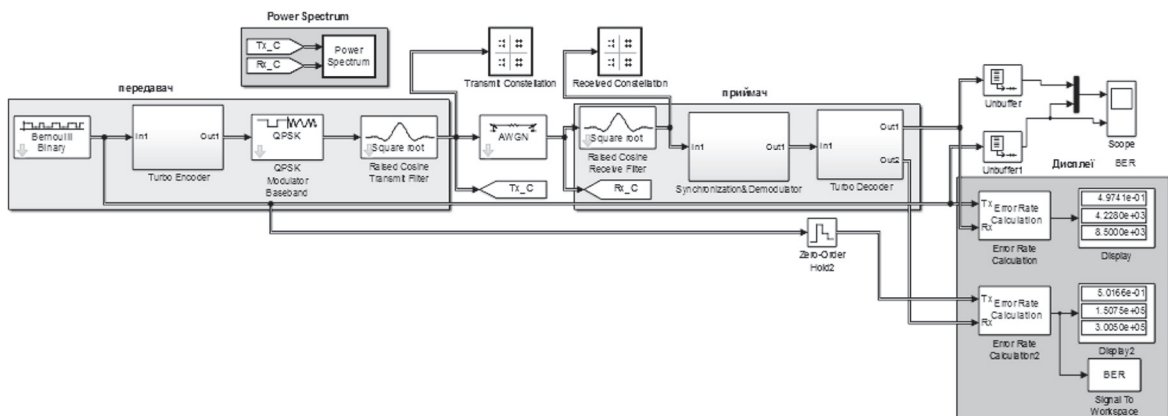 Power Spectrum
Tx_C
Rx_C
Power
Spectrum
Transmit Constellation
Received Constellation
передавач
приймач
Bernoulli
Binary
In1
Out1
Turbo Encoder
QPSK
QPSK
Modulator
Baseband
Square root
Raised Cosine
Transmit Filter
AWGN
Tx_C
Square root
Raised Cosine
Receive Filter
Rx_C
In1
Out1
Synchronization&Demodulator
In1
Out1
Out2
Turbo Decoder
Unbuffer
Unbuffer1
Scope
BER
Дисплеї
Zero-Order
Hold2
Tx
Rx
Error Rate
Calculation
Error Rate
Calculation
4.9741e-01
4.2280e+03
8.5000e+03
Display
Tx
Rx
Error Rate
Calculation
Error Rate
Calculation2
5.0166e-01
1.5075e+05
3.0050e+05
Display2
BER
Signal To
Workspace